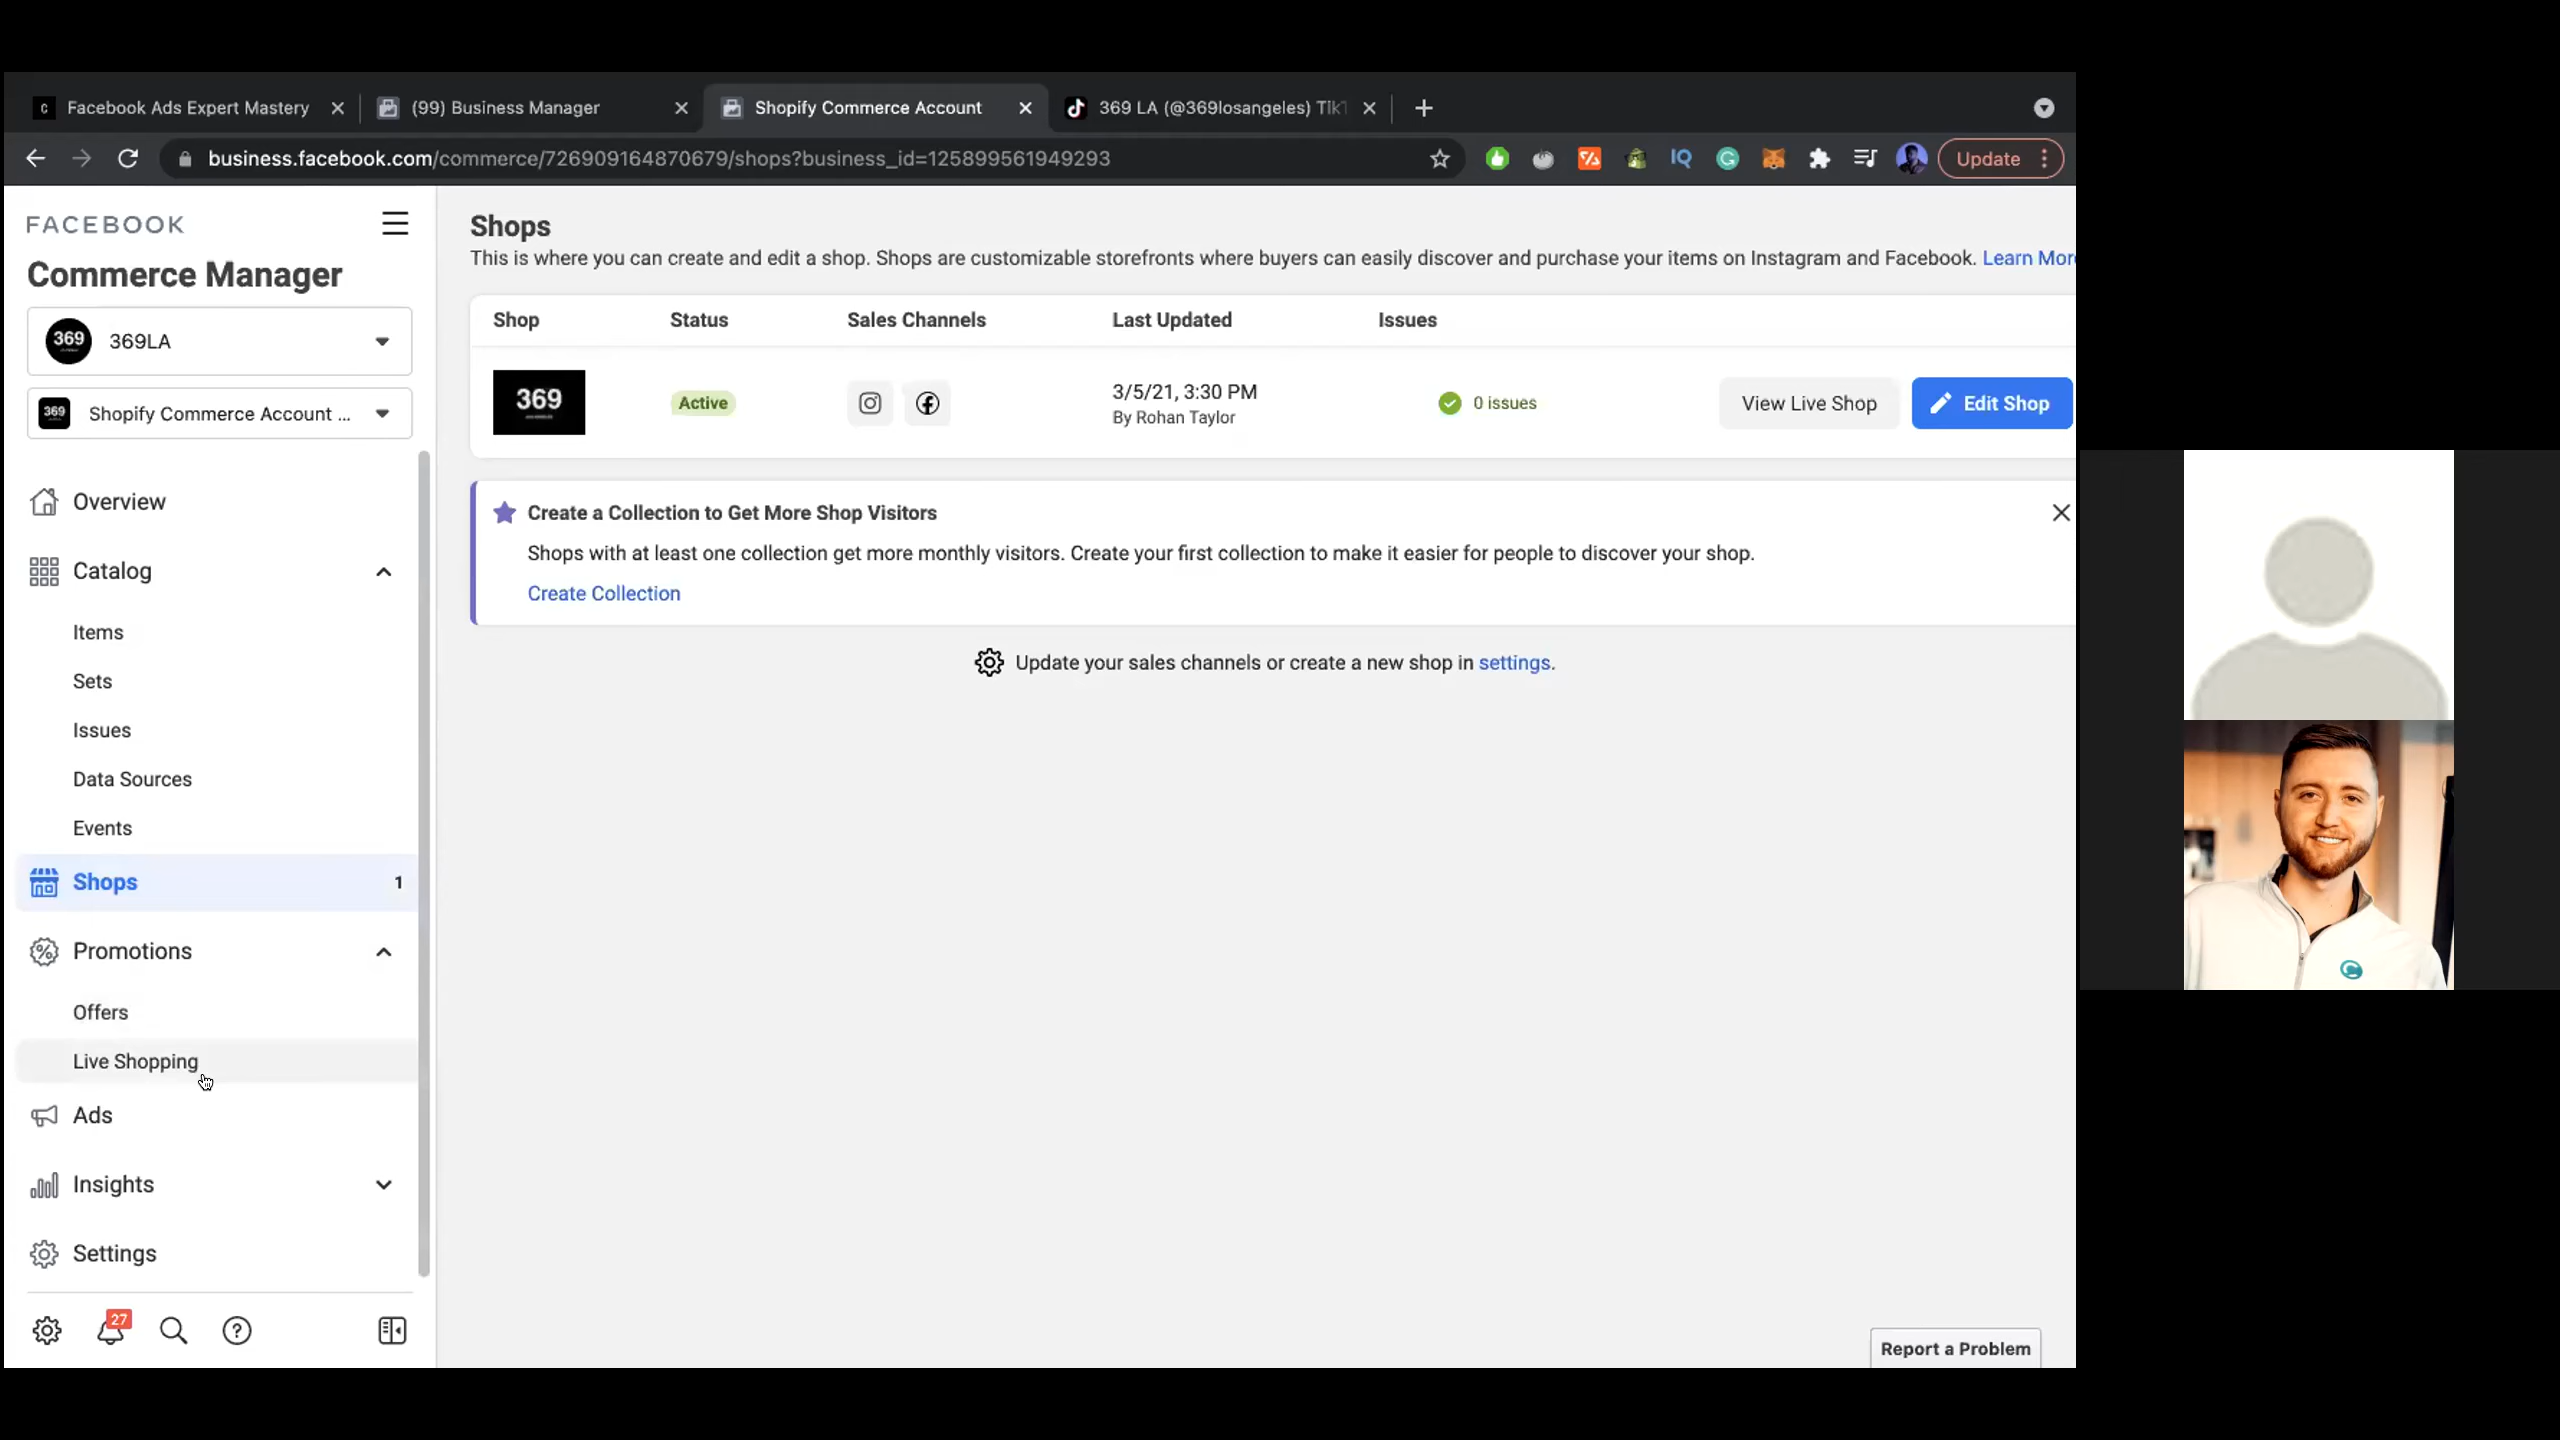 Facebook Ads Expert Mastery
(99) Business Manager
Shopify Commerce Account
369 LA (@369losangeles) TikT
business.facebook.com/commerce/726909164870679/shops?business_id=125899561949293
Update
FACEBOOK
Commerce Manager
369
369LA
369
Shopify Commerce Account ...
Overview
Catalog
Items
Sets
Issues
Data Sources
Events
Shops
1
Promotions
Offers
Live Shopping
Ads
Insights
Settings
27
Shops
This is where you can create and edit a shop. Shops are customizable storefronts where buyers can easily discover and purchase your items on Instagram and Facebook. Learn More
Shop
Status
Sales Channels
Last Updated
Issues
369
Active
3/5/21, 3:30 PM
By Rohan Taylor
0 issues
View Live Shop
Edit Shop
Create a Collection to Get More Shop Visitors
Shops with at least one collection get more monthly visitors. Create your first collection to make it easier for people to discover your shop.
Create Collection
Update your sales channels or create a new shop in settings.
Report a Problem